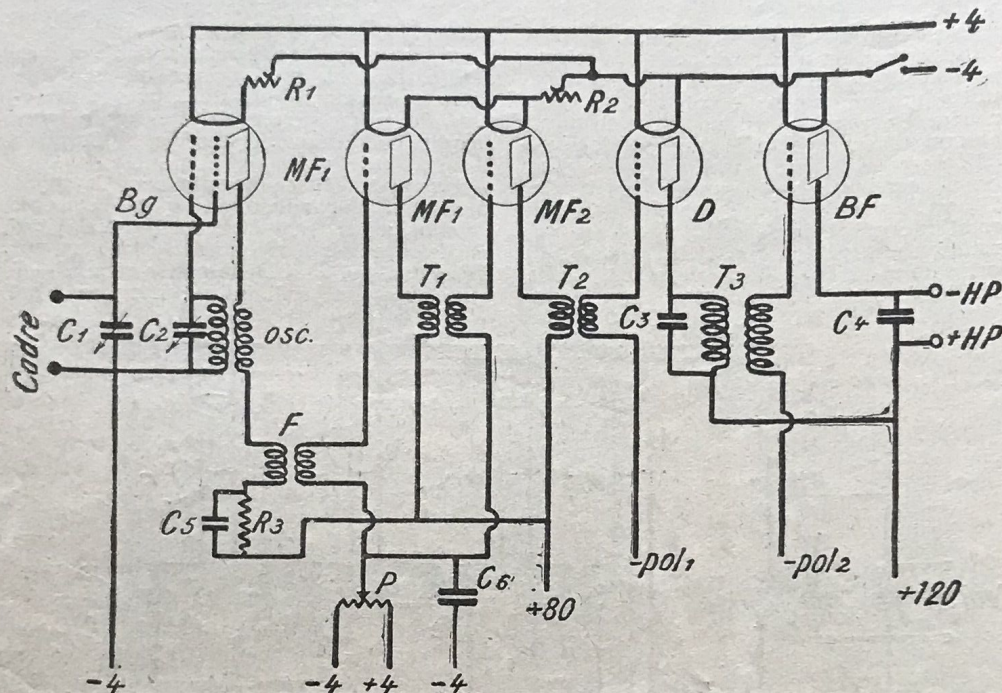 +4
-4
R1
R2
MF1
Bg
MF1
MF2
D
BF
T1
T2
T3
-HP
+HP
Cadre
C1
C2
OSC.
C3
C4
F
C5
R3
P
C6
-pol1
-pol2
+80
+120
-4
-4
+4
-4